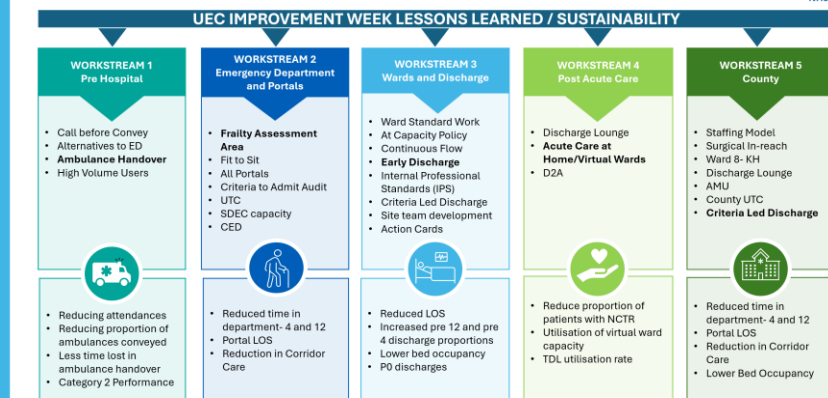 UEC IMPROVEMENT WEEK LESSONS LEARNED / SUSTAINABILITY
WORKSTREAM 1
Pre Hospital
• Call before Convey
• Alternatives to ED
• Ambulance Handover
• High Volume Users
• Reducing attendances
• Reducing proportion of
ambulances conveyed
• Less time lost in
ambulance handover
• Category 2 Performance
WORKSTREAM 2
Emergency Department
and Portals
• Frailty Assessment
Area
• Fit to Sit
• All Portals
• Criteria to Admit Audit
• UTC
• SDEC capacity
• CED
• Reduced time in
department- 4 and 12
• Portal LOS
• Reduction in Corridor
Care
WORKSTREAM 3
Wards and Discharge
• Ward Standard Work
• At Capacity Policy
• Continuous Flow
• Early Discharge
• Internal Professional
Standards (IPS)
• Criteria Led Discharge
• Site team development
• Action Cards
• Reduced LOS
• Increased pre 12 and pre
4 discharge proportions
• Lower bed occupancy
• P0 discharges
WORKSTREAM 4
Post Acute Care
• Discharge Lounge
• Acute Care at
Home/Virtual Wards
• D2A
• Reduce proportion of
patients with NCTR
• Utilisation of virtual ward
capacity
• TDL utilisation rate
WORKSTREAM 5
County
• Staffing Model
• Surgical In-reach
• Ward 8- KH
• Discharge Lounge
• AMU
• County UTC
• Criteria Led Discharge
• Reduced time in
department- 4 and 12
• Portal LOS
• Reduction in Corridor
Care
• Lower Bed Occupancy